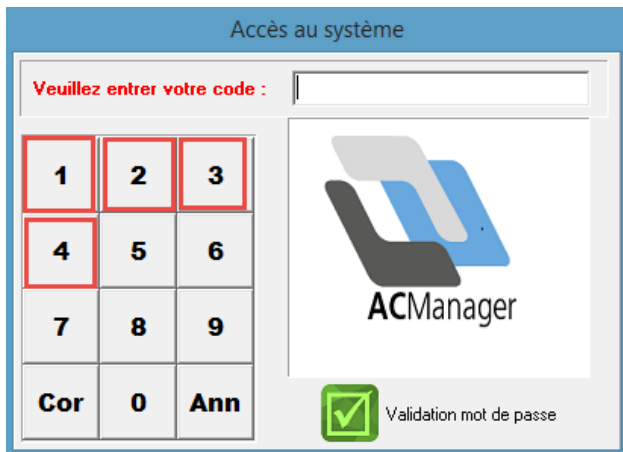 Accès au système
Veuillez entrer votre code :
1 2 3
4 5 6
7 8 9
Cor 0 Ann
ACManager
Validation mot de passe